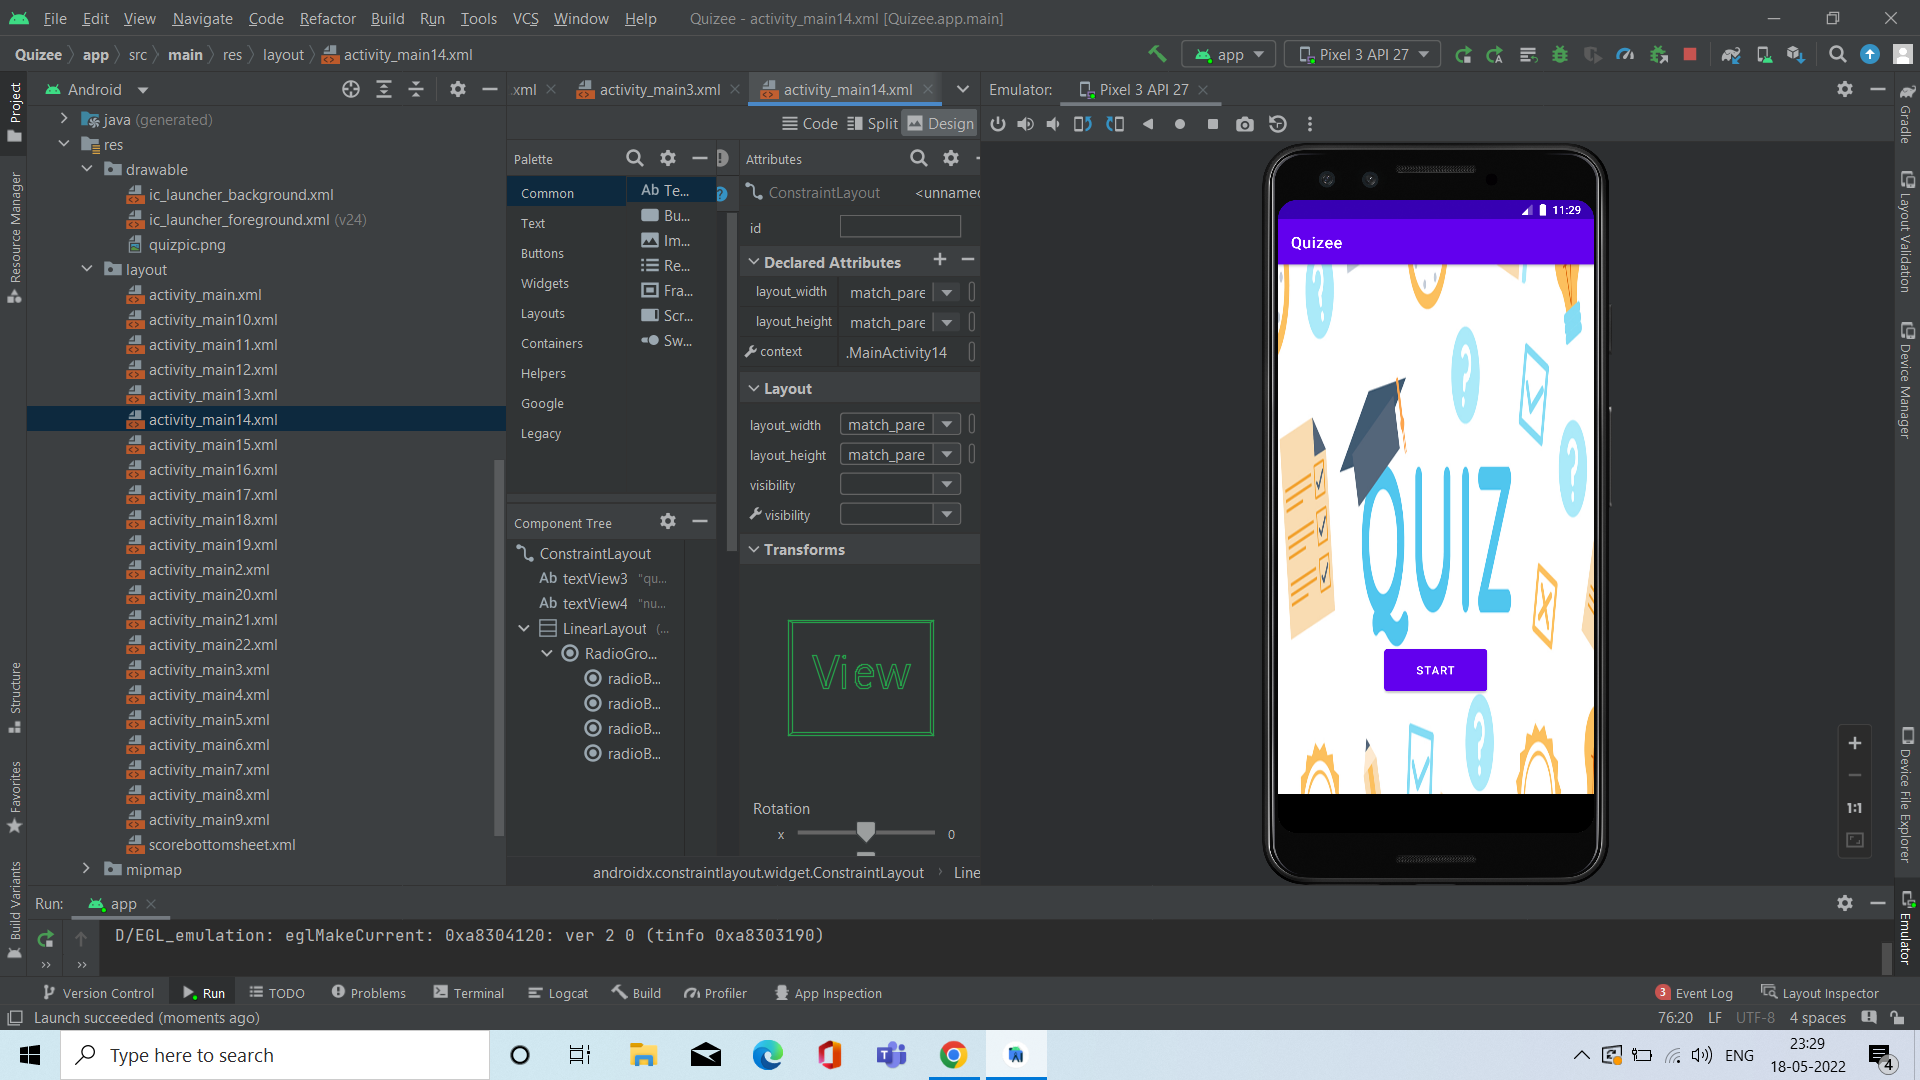 File Edit View Navigate Code Refactor Build Run Tools VCS Window Help Quizee - activity_main14.xml [Quizee.app.main]
Quizee app src main res layout activity_main14.xml
app Pixel 3 API 27
Project
Resource Manager
Structure
Favorites
Build Variants
Android
java (generated)
res
drawable
ic_launcher_background.xml
ic_launcher_foreground.xml (v24)
quizpic.png
layout
activity_main.xml
activity_main10.xml
activity_main11.xml
activity_main12.xml
activity_main13.xml
activity_main14.xml
activity_main15.xml
activity_main16.xml
activity_main17.xml
activity_main18.xml
activity_main19.xml
activity_main2.xml
activity_main20.xml
activity_main21.xml
activity_main22.xml
activity_main3.xml
activity_main4.xml
activity_main5.xml
activity_main6.xml
activity_main7.xml
activity_main8.xml
activity_main9.xml
scorebottomsheet.xml
mipmap
.xml activity_main3.xml activity_main14.xml
Code Split Design
Palette
Common
Text
Buttons
Widgets
Layouts
Containers
Helpers
Google
Legacy
Ab Te...
Bu...
Im...
Re...
Fra...
Scr...
Sw...
Component Tree
ConstraintLayout
Ab textView3 "qu...
Ab textView4 "nu...
LinearLayout (...
RadioGro...
radioB...
radioB...
radioB...
radioB...
Attributes
ConstraintLayout <unnamed
id
Declared Attributes
layout_width match_pare
layout_height match_pare
context .MainActivity14
Layout
layout_width match_pare
layout_height match_pare
visibility
visibility
Transforms
View
Rotation
x 0
androidx.constraintlayout.widget.ConstraintLayout Line
Emulator: Pixel 3 API 27
11:29
Quizee
QUIZ
START
1:1
Gradle
Layout Validation
Device Manager
Device File Explorer
Emulator
Run: app
D/EGL_emulation: eglMakeCurrent: 0xa8304120: ver 2 0 (tinfo 0xa8303190)
Version Control Run TODO Problems Terminal Logcat Build Profiler App Inspection 3 Event Log Layout Inspector
Launch succeeded (moments ago) 76:20 LF UTF-8 4 spaces
Type here to search
ENG
23:29
18-05-2022
4